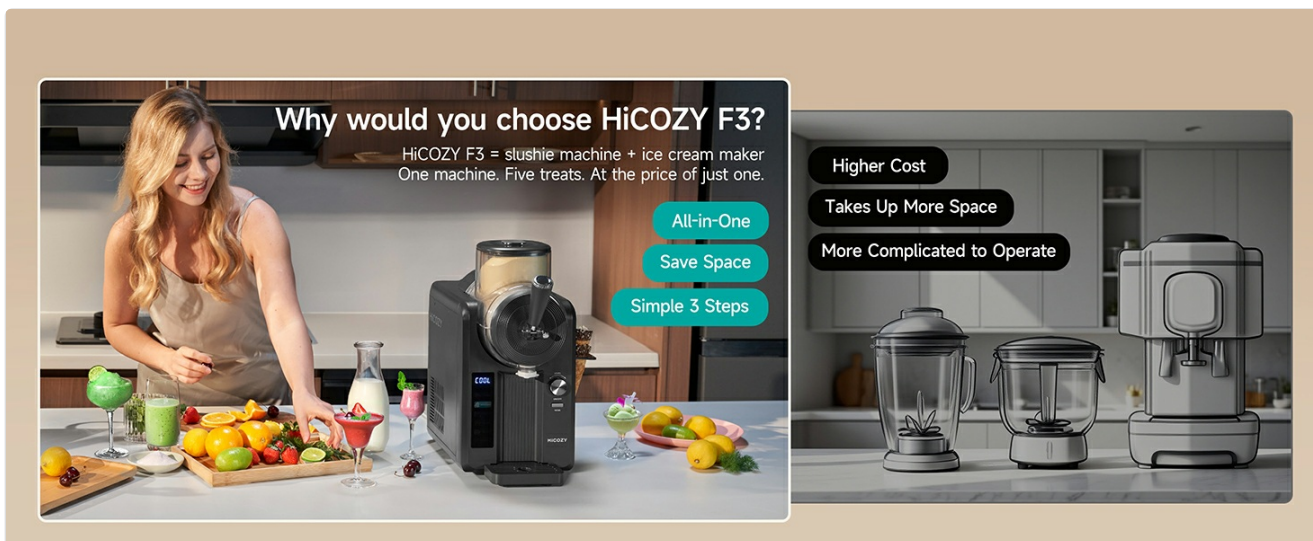 Why would you choose HiCOZY F3?
HiCOZY F3 = slushie machine + ice cream maker
One machine. Five treats. At the price of just one.
All-in-One
Save Space
Simple 3 Steps
COOL
HiCOZY
Higher Cost
Takes Up More Space
More Complicated to Operate